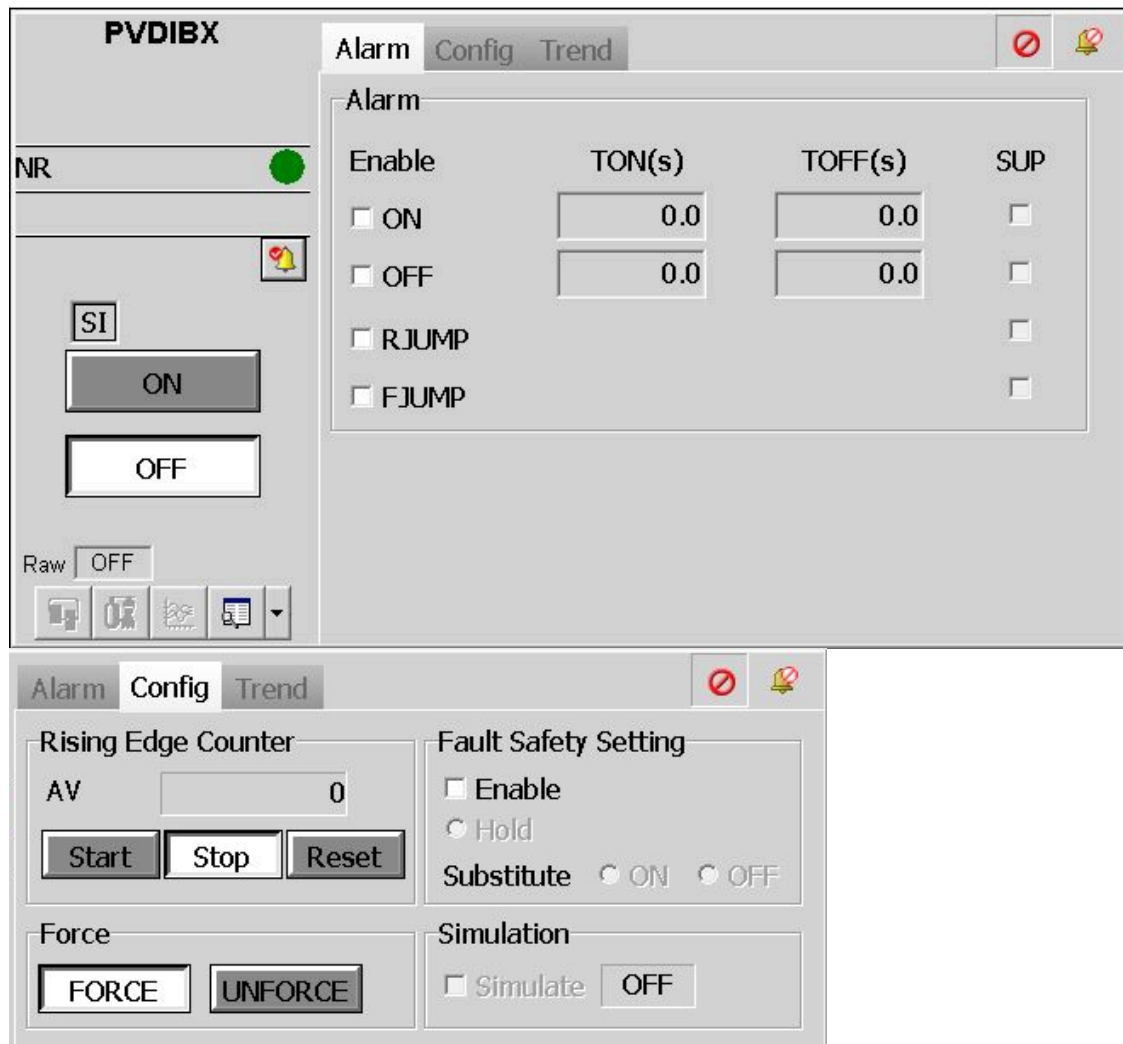 PVDIBX
NR
SI
ON
OFF
Raw OFF
Alarm Config Trend
Alarm
Enable TON(s) TOFF(s) SUP
ON 0.0 0.0
OFF 0.0 0.0
RJUMP
FJUMP
Alarm Config Trend
Rising Edge Counter
AV 0
Start Stop Reset
Fault Safety Setting
Enable
Hold
Substitute ON OFF
Force
FORCE UNFORCE
Simulation
Simulate OFF